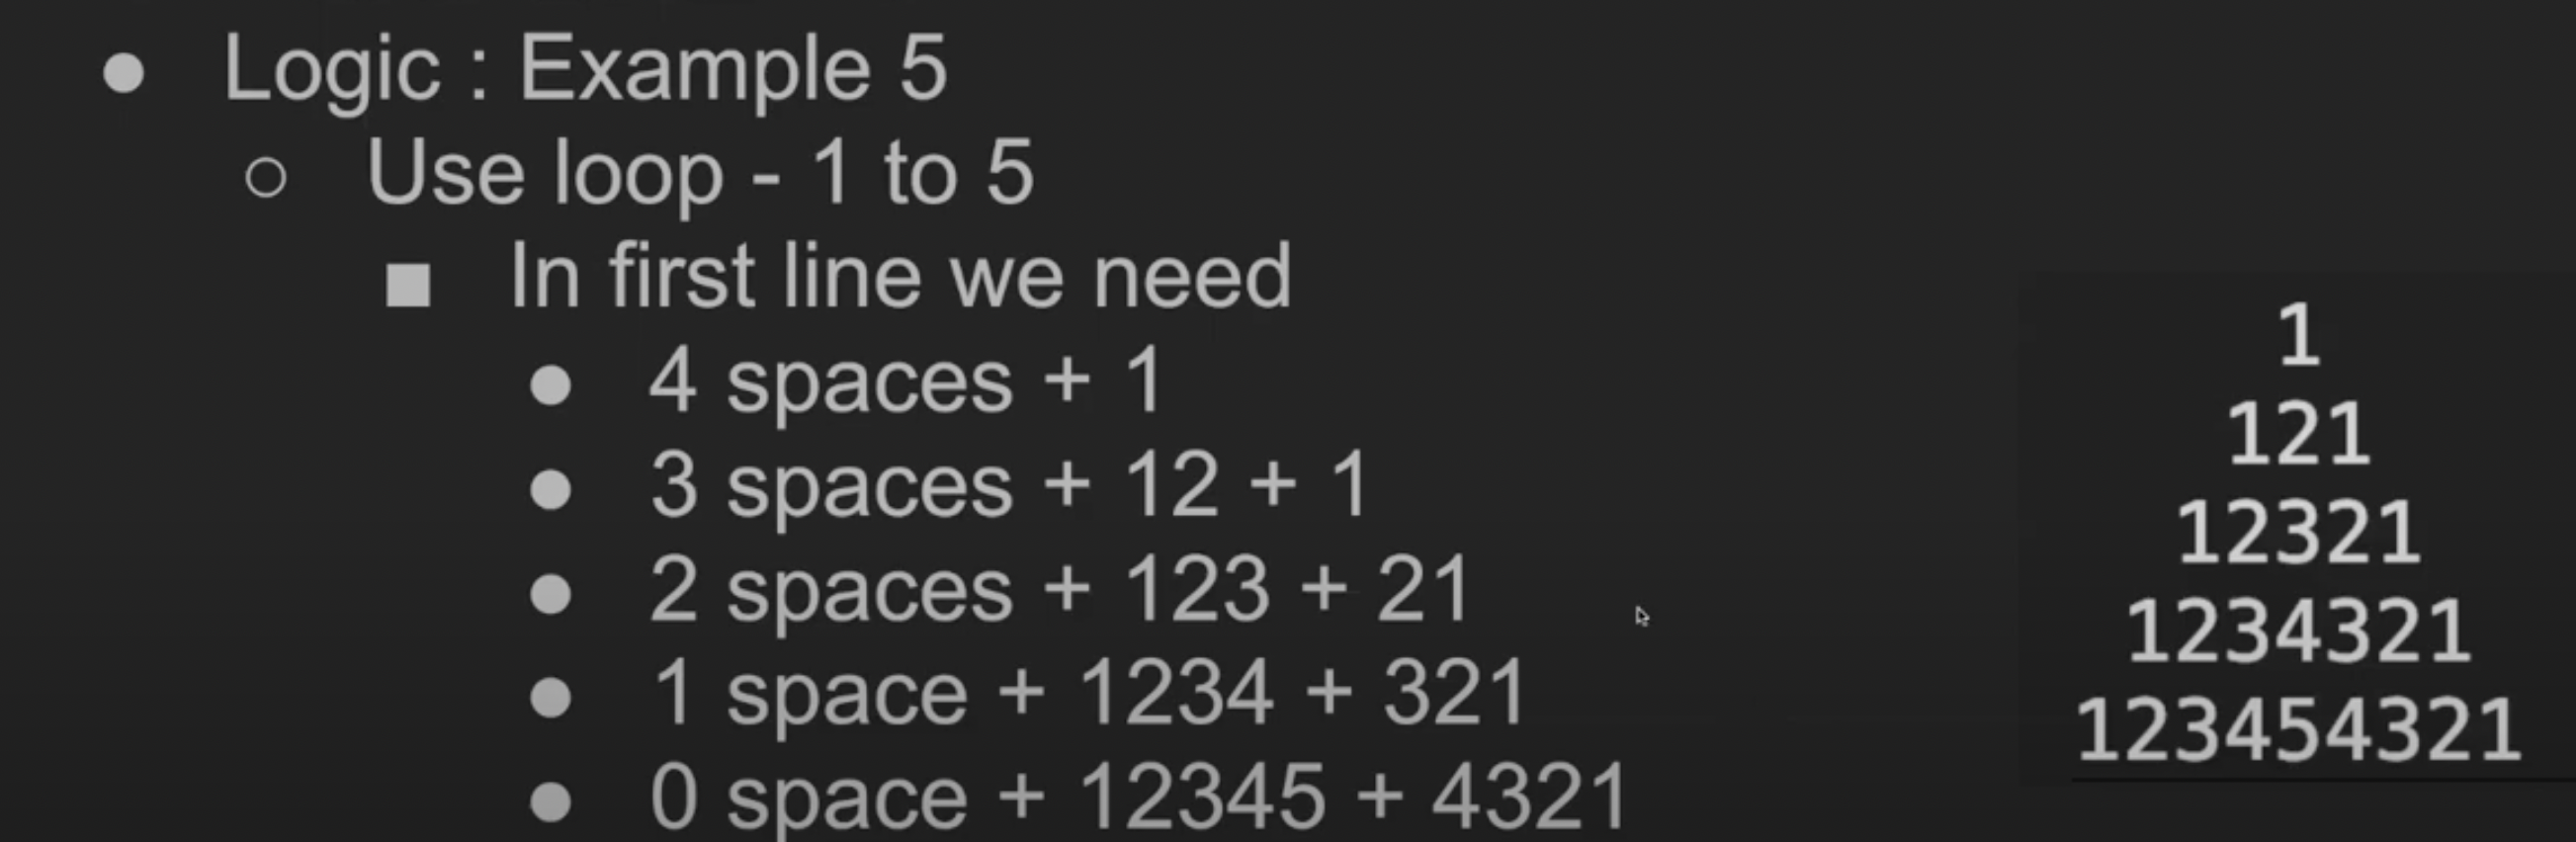 Logic : Example 5
Use loop - 1 to 5
In first line we need
4 spaces + 1
3 spaces + 12 + 1
2 spaces + 123 + 21
1 space + 1234 + 321
0 space + 12345 + 4321
1
121
12321
1234321
123454321